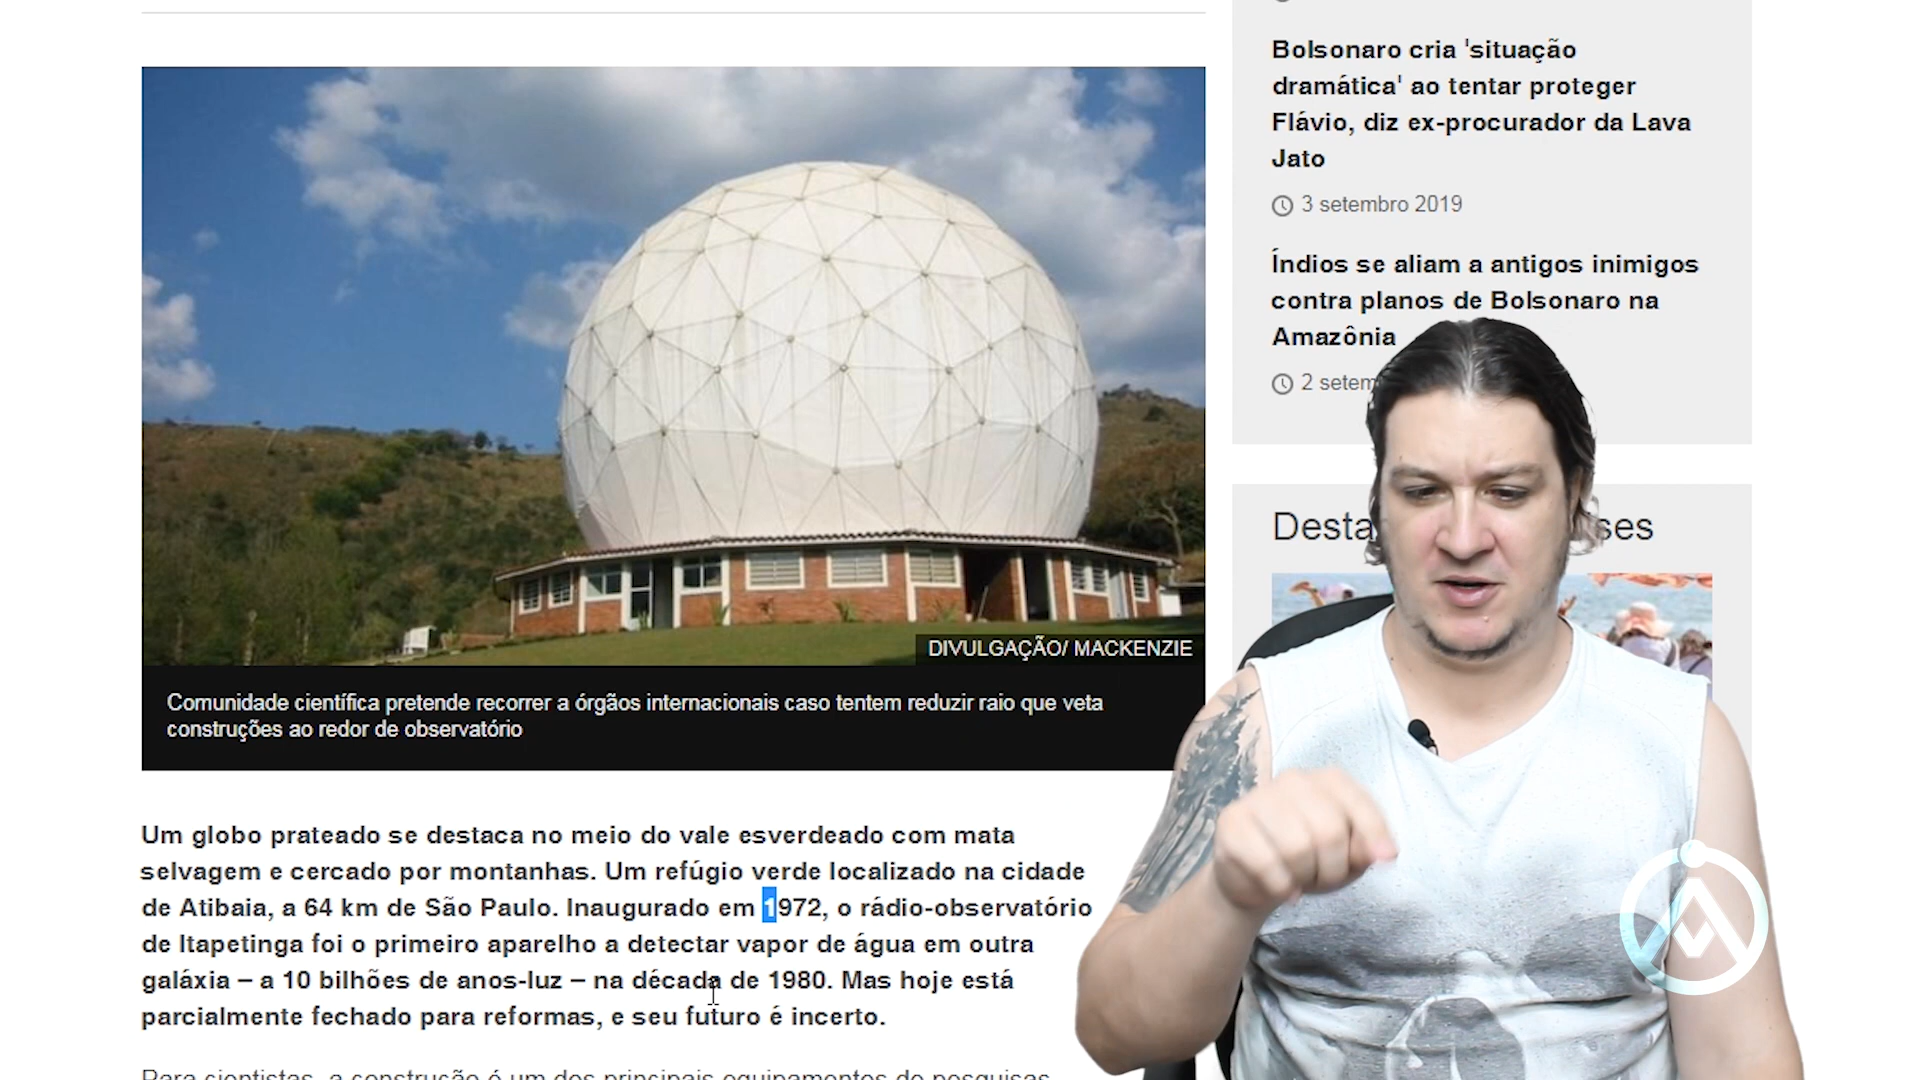 Bolsonaro cria 'situação
dramática' ao tentar proteger
Flávio, diz ex-procurador da Lava
Jato
3 setembro 2019
Índios se aliam a antigos inimigos
contra planos de Bolsonaro na
Amazônia
2
DIVULGAÇÃO/ MACKENZIE
Comunidade científica pretende recorrer a órgãos internacionais caso tentem reduzir raio que veta
construções ao redor de observatório
Um globo prateado se destaca no meio do vale esverdeado com mata
selvagem e cercado por montanhas. Um refúgio verde localizado na cidade
de Atibaia, a 64 km de São Paulo. Inaugurado em 1972, o rádio-observatório
de Itapetinga foi o primeiro aparelho a detectar vapor de água em outra
galáxia – a 10 bilhões de anos-luz – na década de 1980. Mas hoje está
parcialmente fechado para reformas, e seu futuro é incerto.
Para cientistas, a construção é um dos principais equipamentos de pesquisas